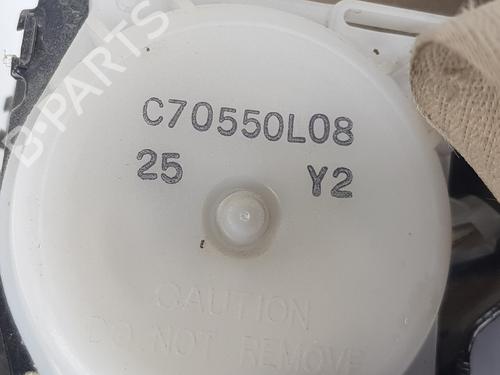 B-PARTS
C70550L08
25 Y2
CAUTION
DO NOT REMOVE